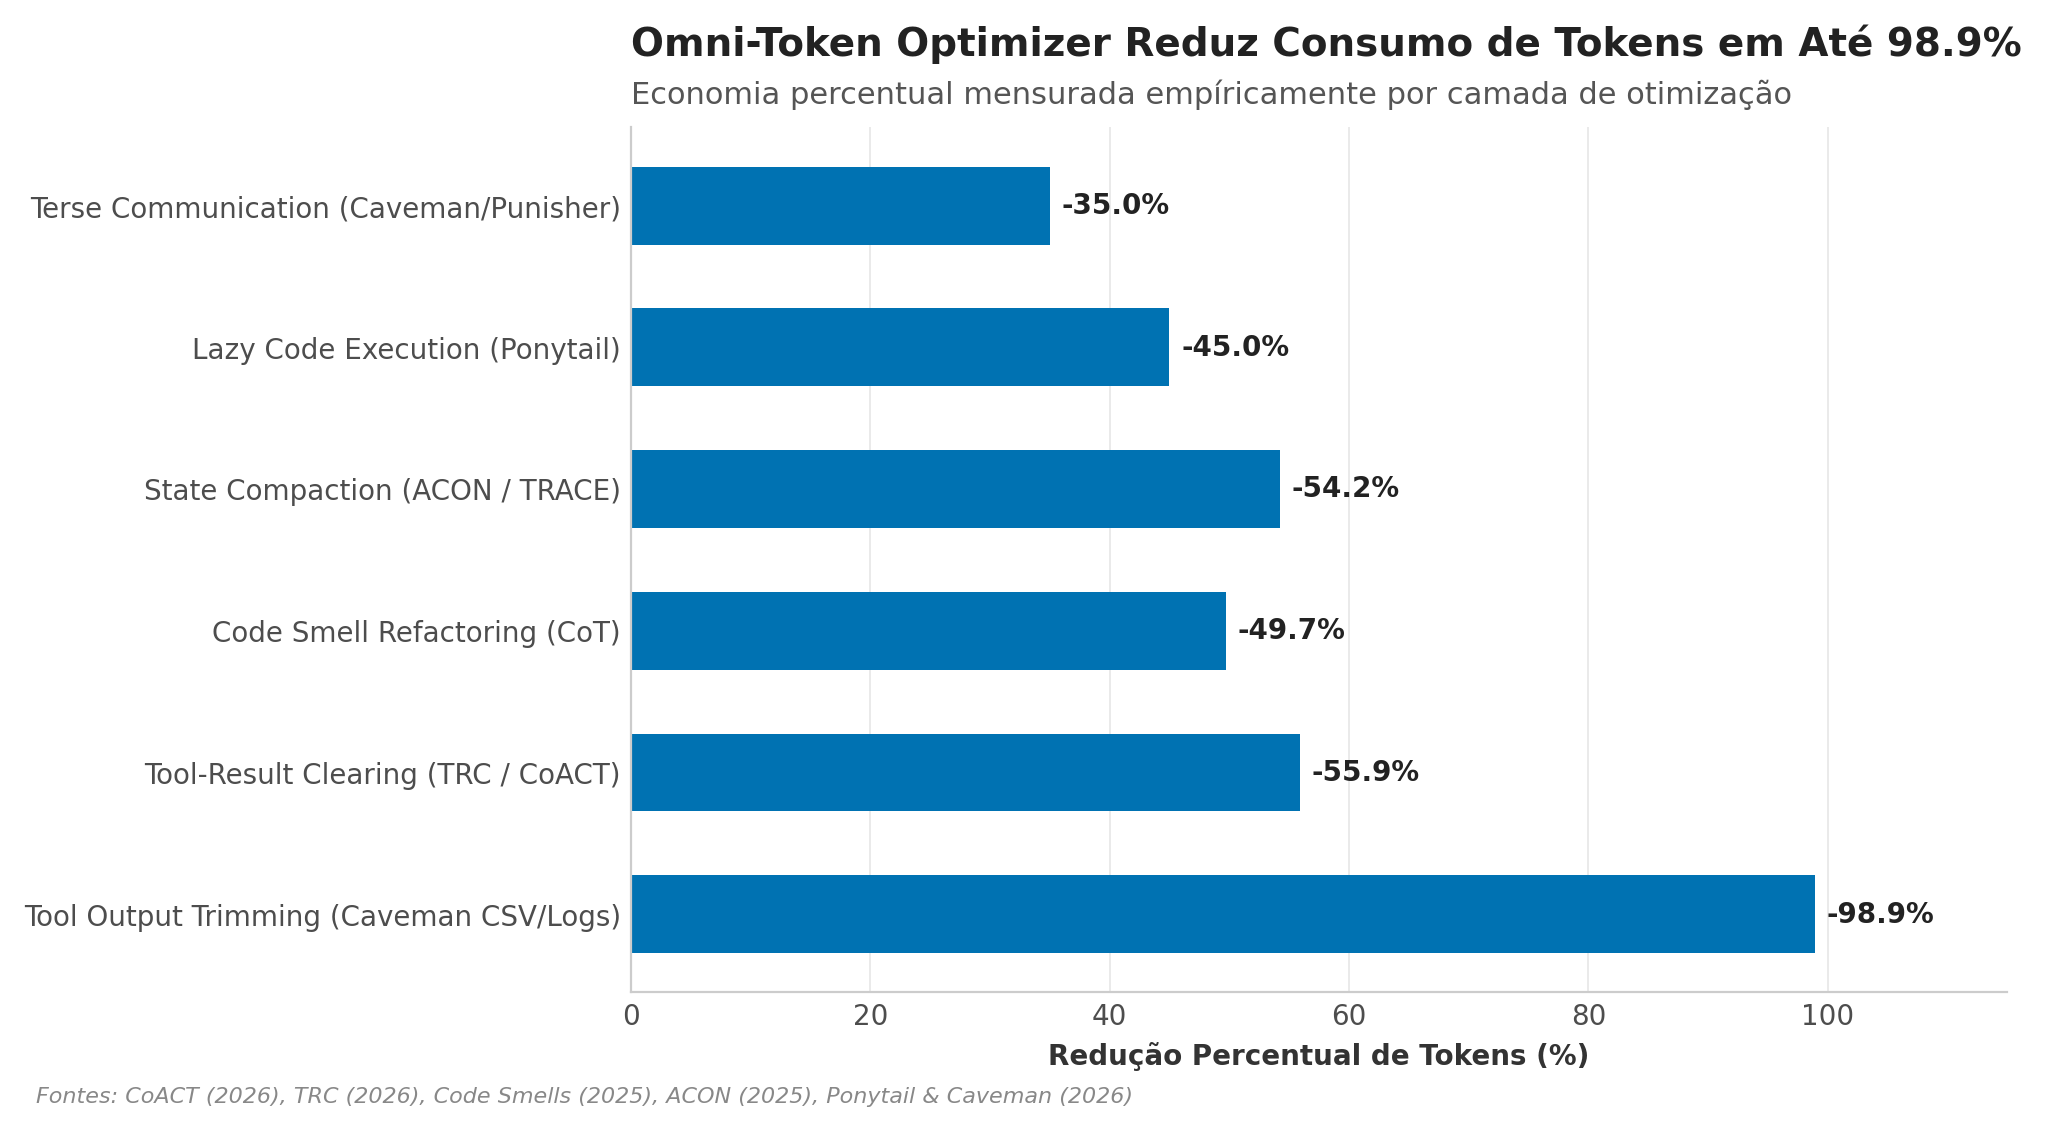 Omni-Token Optimizer Reduz Consumo de Tokens em Até 98.9%
Economia percentual mensurada empíricamente por camada de otimização
Terse Communication (Caveman/Punisher)
-35.0%
Lazy Code Execution (Ponytail)
-45.0%
State Compaction (ACON / TRACE)
-54.2%
Code Smell Refactoring (CoT)
-49.7%
Tool-Result Clearing (TRC / CoACT)
-55.9%
Tool Output Trimming (Caveman CSV/Logs)
-98.9%
0 20 40 60 80 100
Redução Percentual de Tokens (%)
Fontes: CoACT (2026), TRC (2026), Code Smells (2025), ACON (2025), Ponytail & Caveman (2026)